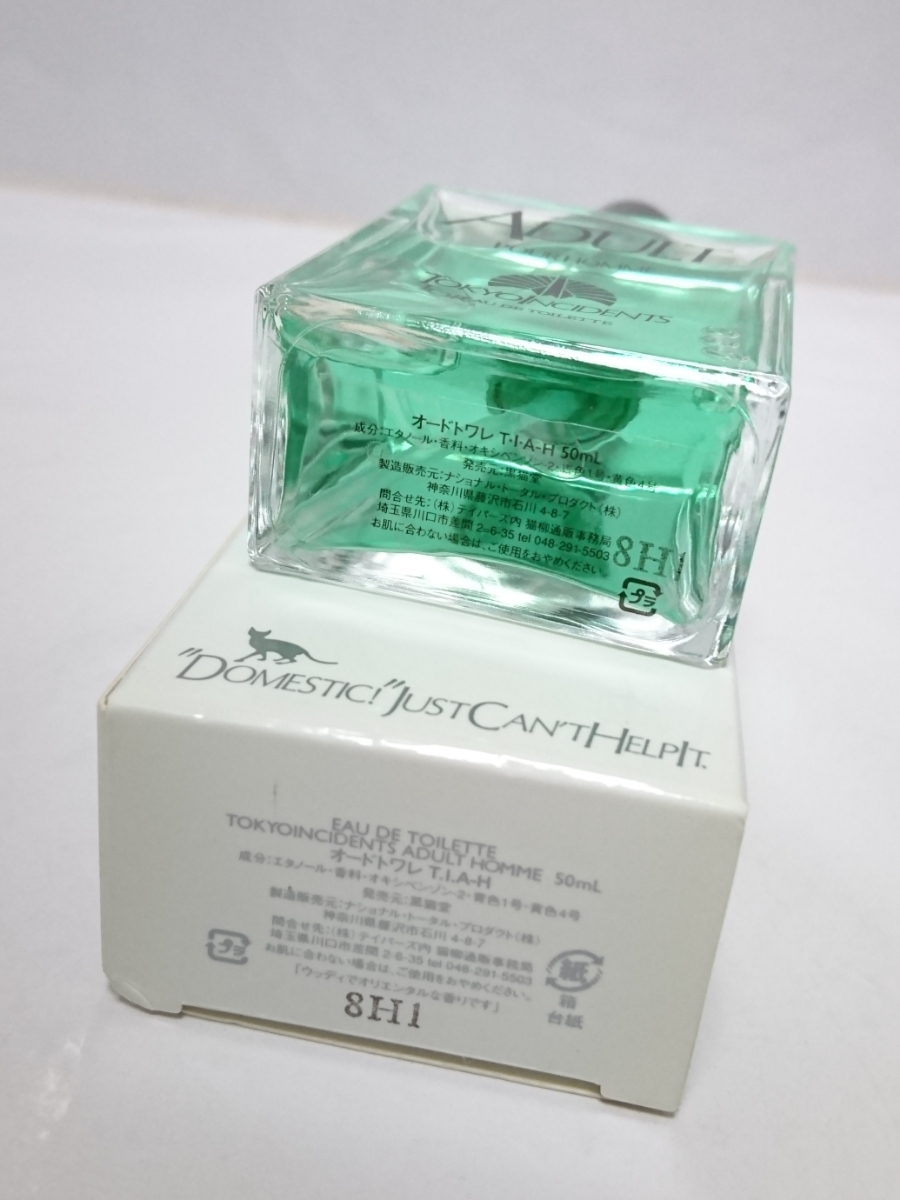 ADULT
POUR HOMME
TOKYOINCIDENTS
EAU DE TOILETTE
オードトワレ T・I・A-H 50mL
成分:エタノール・香料・オキシベンゾン-2・青色1号・黄色4号
発売元:黒猫堂
製造販売元:ナショナル・トータル・プロダクト(株)
神奈川県藤沢市石川 4-8-7
問合せ先:(株)テイパーズ内 猫柳通販事務局
埼玉県川口市差間 2=6-35 tel 048-291-5503
お肌に合わない場合は、ご使用をおやめください。
8H1
プラ
"DOMESTIC!"JUSTCAN'THELPIT.
EAU DE TOILETTE
TOKYOINCIDENTS ADULT HOMME 50mL
オードトワレ T.I.A-H
成分:エタノール・香料・オキシベンゾン-2・青色1号・黄色4号
発売元:黒猫堂
製造販売元:ナショナル・トータル・プロダクト(株)
神奈川県藤沢市石川 4-8-7
問合せ先:(株)テイパーズ内 猫柳通販事務局
埼玉県川口市差間 2-6-35 tel 048-291-5503
お肌に合わない場合は、ご使用をおやめください。
「ウッディでオリエンタルな香りです」
プラ
紙
箱
台紙
8H1